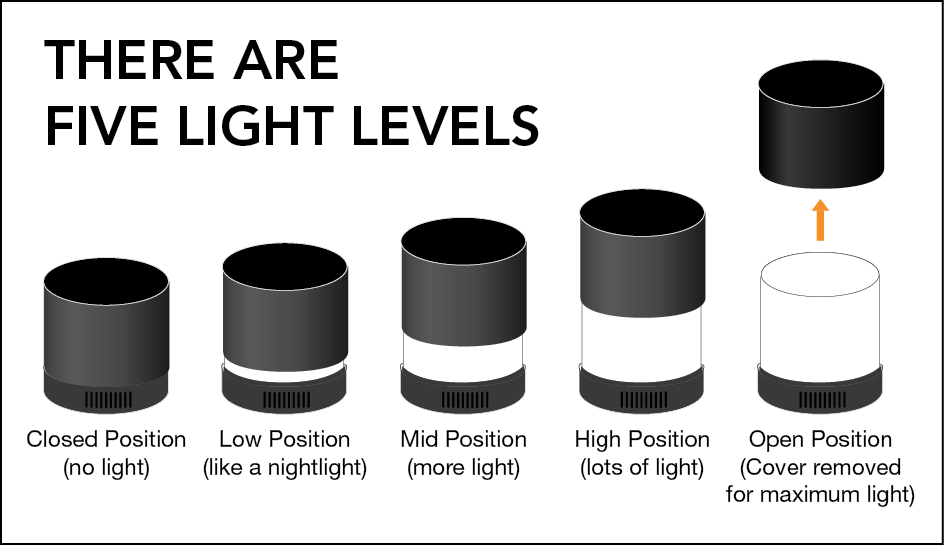 THERE ARE
FIVE LIGHT LEVELS
Closed Position
(no light)
Low Position
(like a nightlight)
Mid Position
(more light)
High Position
(lots of light)
Open Position
(Cover removed
for maximum light)